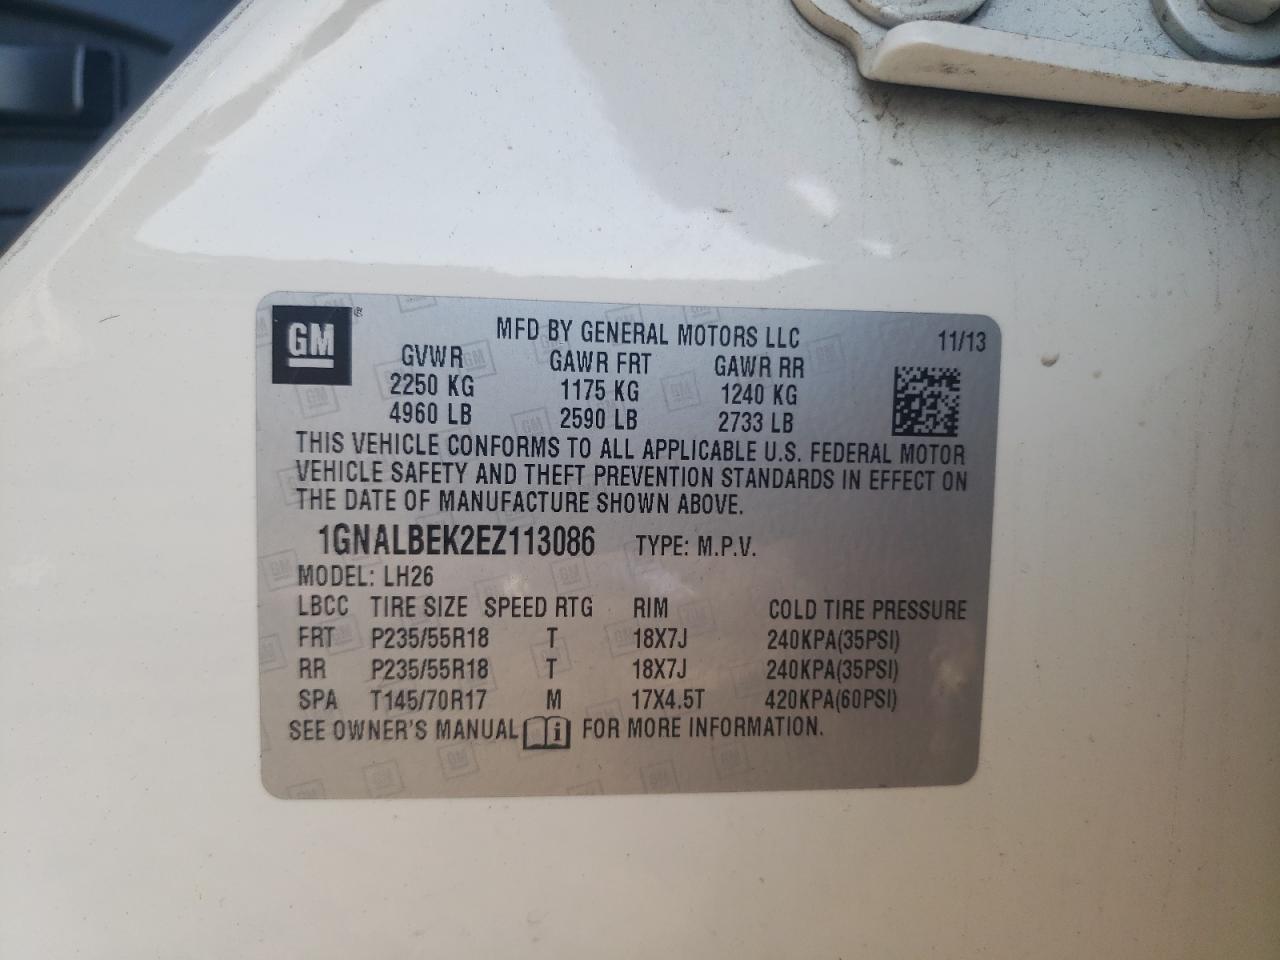 GM ®
MFD BY GENERAL MOTORS LLC 11/13
GVWR GAWR FRT GAWR RR
2250 KG 1175 KG 1240 KG
4960 LB 2590 LB 2733 LB
THIS VEHICLE CONFORMS TO ALL APPLICABLE U.S. FEDERAL MOTOR
VEHICLE SAFETY AND THEFT PREVENTION STANDARDS IN EFFECT ON
THE DATE OF MANUFACTURE SHOWN ABOVE.
1GNALBEK2EZ113086 TYPE: M.P.V.
MODEL: LH26
LBCC TIRE SIZE SPEED RTG RIM COLD TIRE PRESSURE
FRT P235/55R18 T 18X7J 240KPA(35PSI)
RR P235/55R18 T 18X7J 240KPA(35PSI)
SPA T145/70R17 M 17X4.5T 420KPA(60PSI)
SEE OWNER'S MANUAL i FOR MORE INFORMATION.